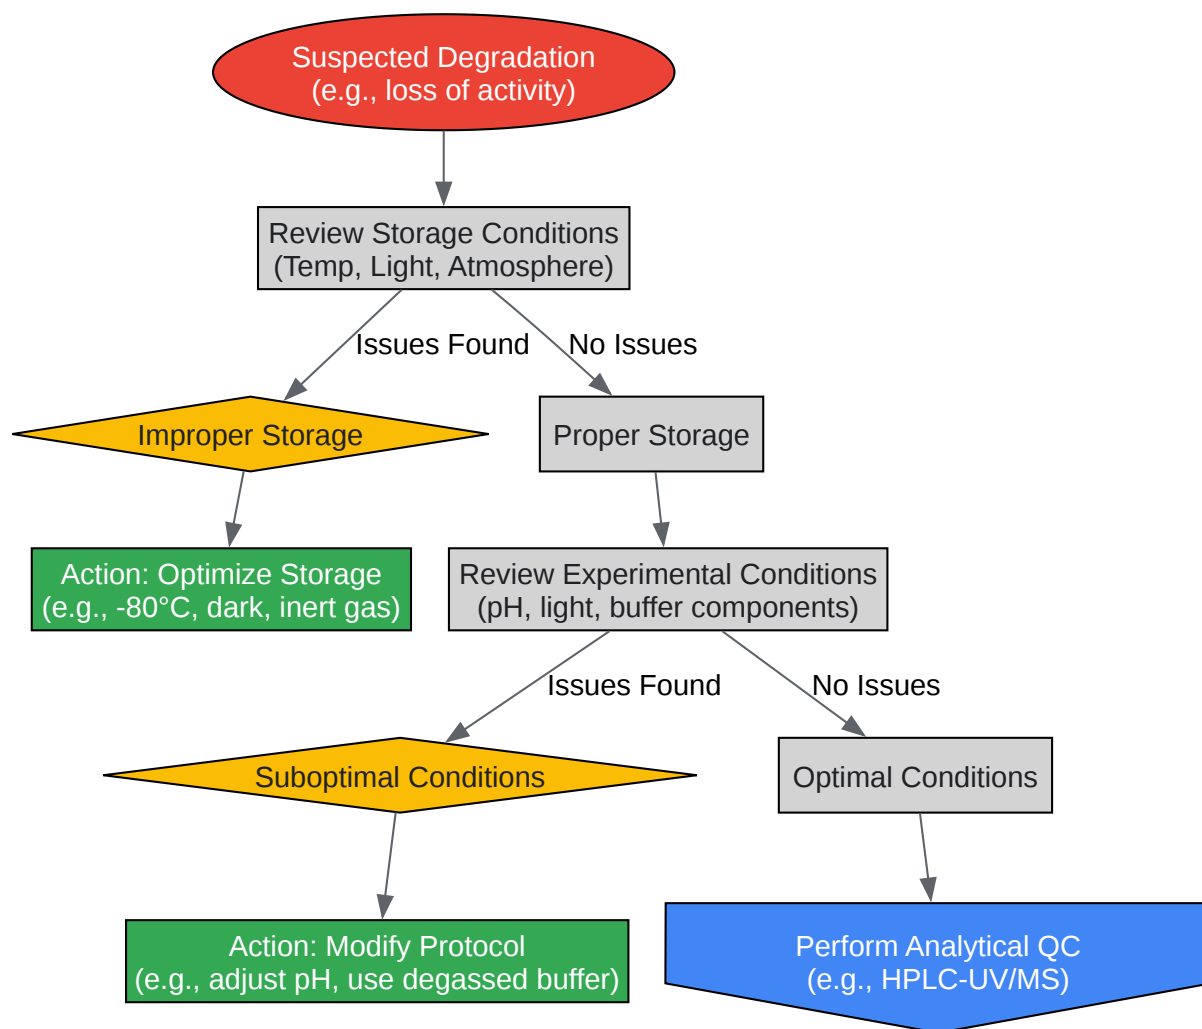 Suspected Degradation
(e.g., loss of activity)
Review Storage Conditions
(Temp, Light, Atmosphere)
Issues Found
No Issues
Improper Storage
Proper Storage
Action: Optimize Storage
(e.g., -80°C, dark, inert gas)
Review Experimental Conditions
(pH, light, buffer components)
Issues Found
No Issues
Suboptimal Conditions
Optimal Conditions
Action: Modify Protocol
(e.g., adjust pH, use degassed buffer)
Perform Analytical QC
(e.g., HPLC-UV/MS)